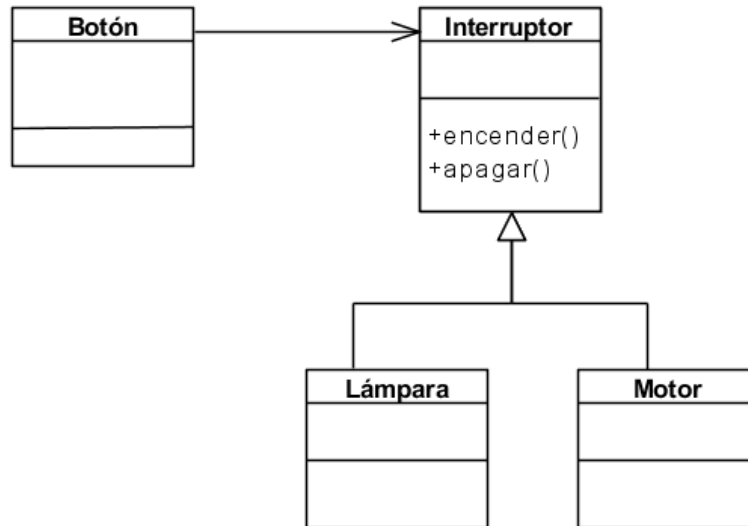 Botón
Interruptor
+encender()
+apagar()
Lámpara
Motor